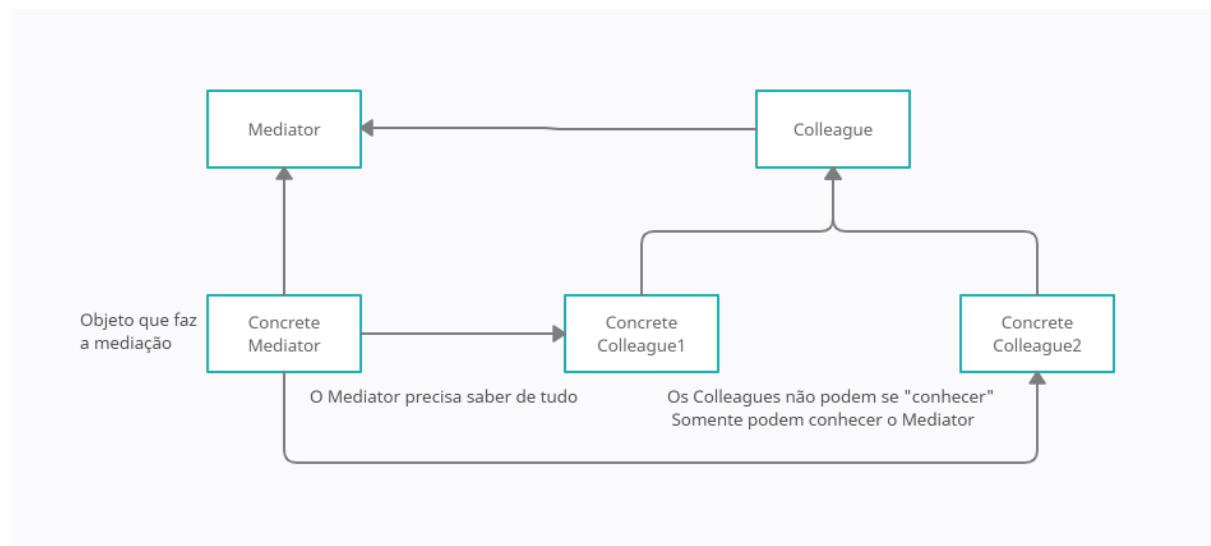 Mediator
Colleague
Objeto que faz
a mediação
Concrete
Mediator
Concrete
Colleague1
Concrete
Colleague2
O Mediator precisa saber de tudo
Os Colleagues não podem se "conhecer"
Somente podem conhecer o Mediator